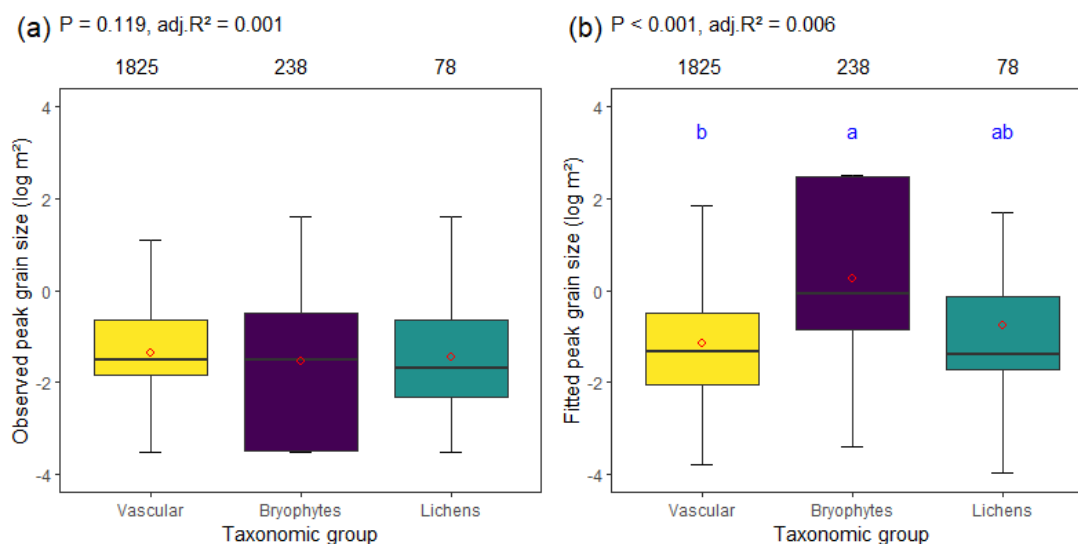 (a) P = 0.119, adj.R² = 0.001
1825 238 78
4
2
0
-2
-4
Observed peak grain size (log m²)
Vascular Bryophytes Lichens
Taxonomic group
(b) P < 0.001, adj.R² = 0.006
1825 238 78
b a ab
4
2
0
-2
-4
Fitted peak grain size (log m²)
Vascular Bryophytes Lichens
Taxonomic group